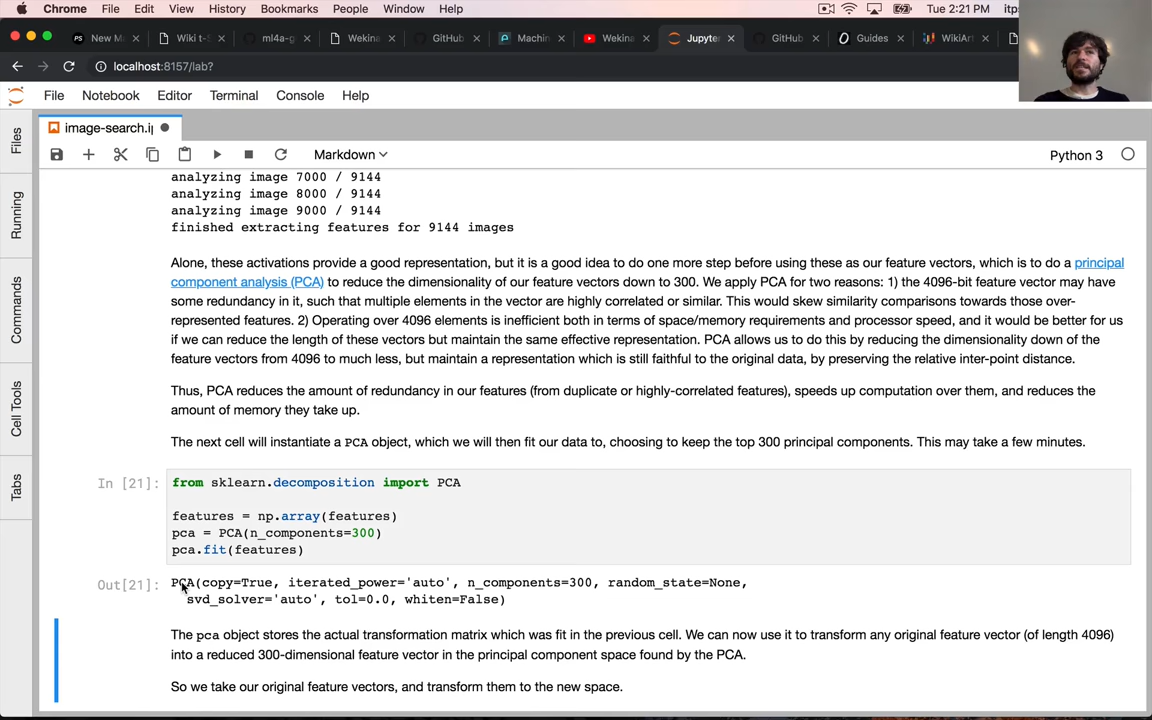 Chrome File Edit View History Bookmarks People Window Help Tue 2:21 PM itp
New M Wiki t- ml4a-g Wekina GitHub Machin Wekina Jupyter GitHub Guides WikiArt
localhost:8157/lab?
File Notebook Editor Terminal Console Help
image-search.i
Markdown Python 3
Files
Running
Commands
Cell Tools
Tabs
analyzing image 7000 / 9144
analyzing image 8000 / 9144
analyzing image 9000 / 9144
finished extracting features for 9144 images
Alone, these activations provide a good representation, but it is a good idea to do one more step before using these as our feature vectors, which is to do a principal
component analysis (PCA) to reduce the dimensionality of our feature vectors down to 300. We apply PCA for two reasons: 1) the 4096-bit feature vector may have
some redundancy in it, such that multiple elements in the vector are highly correlated or similar. This would skew similarity comparisons towards those over-
represented features. 2) Operating over 4096 elements is inefficient both in terms of space/memory requirements and processor speed, and it would be better for us
if we can reduce the length of these vectors but maintain the same effective representation. PCA allows us to do this by reducing the dimensionality down of the
feature vectors from 4096 to much less, but maintain a representation which is still faithful to the original data, by preserving the relative inter-point distance.
Thus, PCA reduces the amount of redundancy in our features (from duplicate or highly-correlated features), speeds up computation over them, and reduces the
amount of memory they take up.
The next cell will instantiate a PCA object, which we will then fit our data to, choosing to keep the top 300 principal components. This may take a few minutes.
In [21]: from sklearn.decomposition import PCA
features = np.array(features)
pca = PCA(n_components=300)
pca.fit(features)
Out[21]: PCA(copy=True, iterated_power='auto', n_components=300, random_state=None,
svd_solver='auto', tol=0.0, whiten=False)
The pca object stores the actual transformation matrix which was fit in the previous cell. We can now use it to transform any original feature vector (of length 4096)
into a reduced 300-dimensional feature vector in the principal component space found by the PCA.
So we take our original feature vectors, and transform them to the new space.